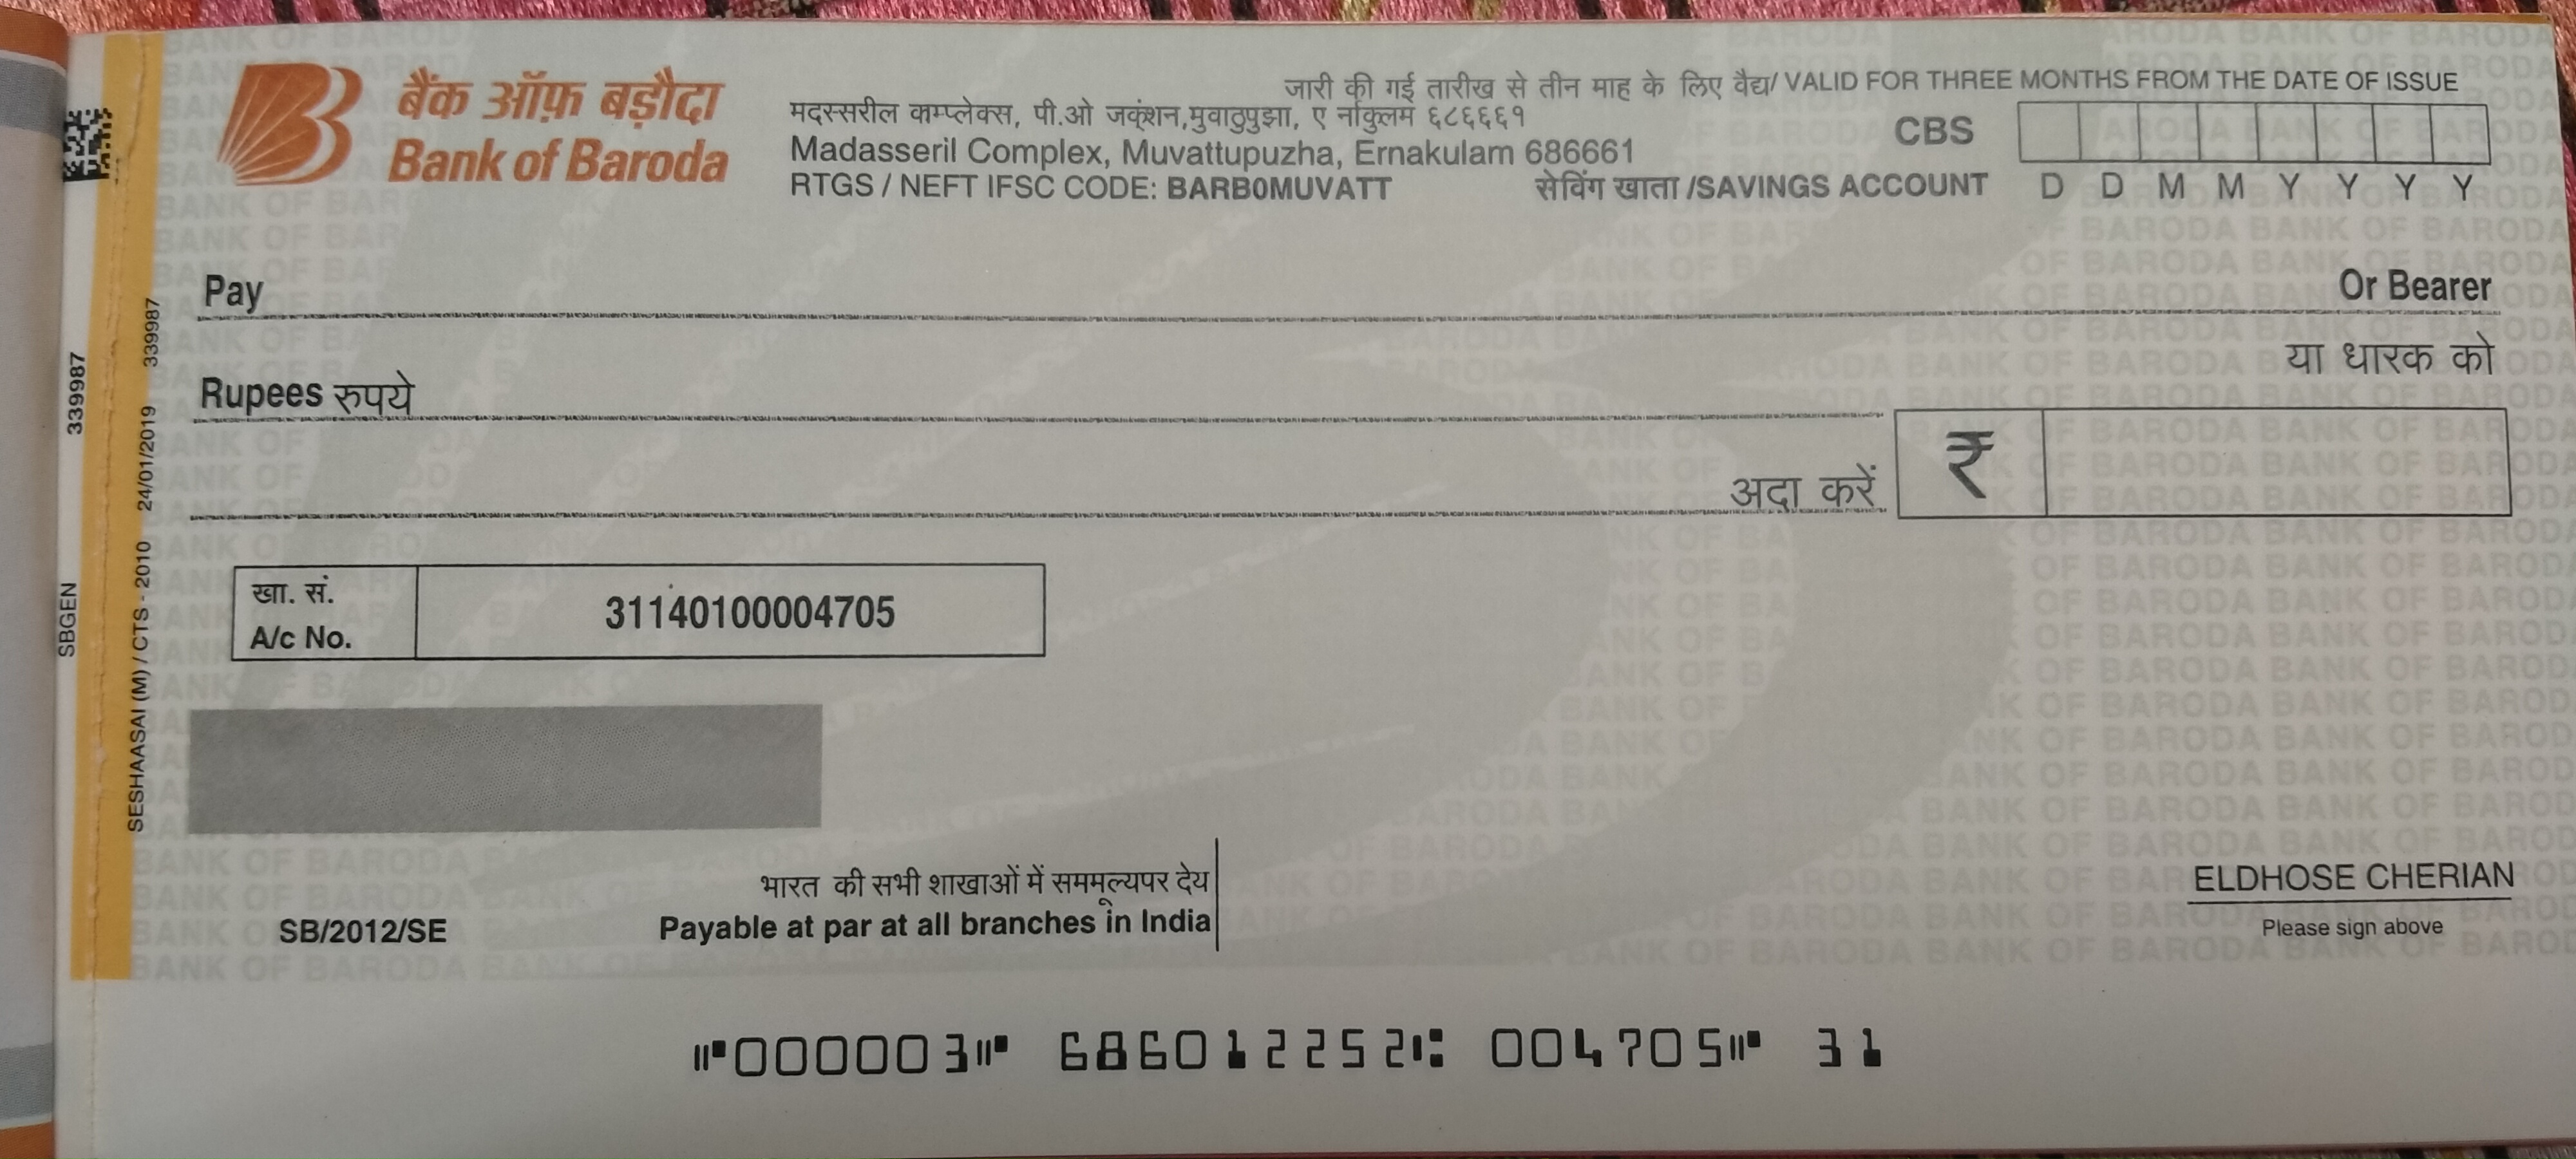 बैंक ऑफ़ बड़ौदा
Bank of Baroda
जारी की गई तारीख से तीन माह के लिए वैद्य/ VALID FOR THREE MONTHS FROM THE DATE OF ISSUE
मदस्सरील काम्प्लेक्स, पी.ओ जकंशन,मुवाठुपुझा, ए र्नाकुलम ६८६६६१
Madasseril Complex, Muvattupuzha, Ernakulam 686661
RTGS / NEFT IFSC CODE: BARB0MUVATT
सेविंग खाता /SAVINGS ACCOUNT
CBS
D D M M Y Y Y Y
Pay
Or Bearer
या धारक को
Rupees रुपये
अदा करें
₹
खा. सं.
A/c No.
31140100004705
भारत की सभी शाखाओं में सममूल्यपर देय
Payable at par at all branches in India
SB/2012/SE
ELDHOSE CHERIAN
Please sign above
⑈000003⑈ 686012252⑆ 004705⑈ 31
SBGEN 339987
SESHAASAI (M) / CTS - 2010 24/01/2019 339987
BANK OF BARODA